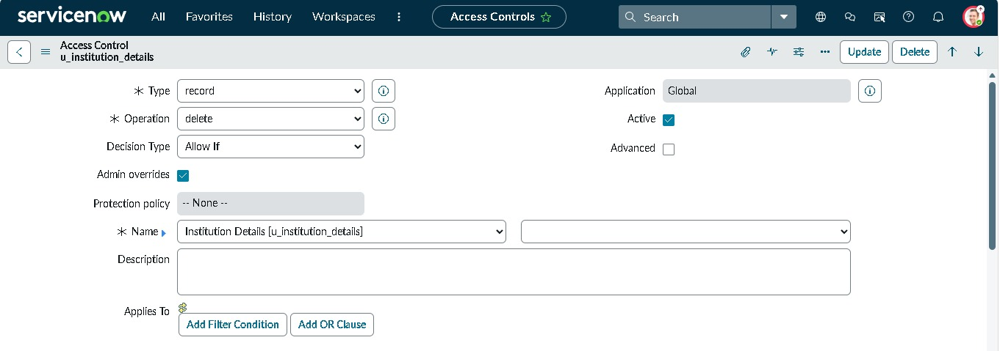 servicenow All Favorites History Workspaces Access Controls Search
Access Control
u_institution_details
Update Delete
Type record Application Global
Operation delete Active
Decision Type Allow If Advanced
Admin overrides
Protection policy -- None --
Name Institution Details [u_institution_details]
Description
Applies To
Add Filter Condition Add OR Clause